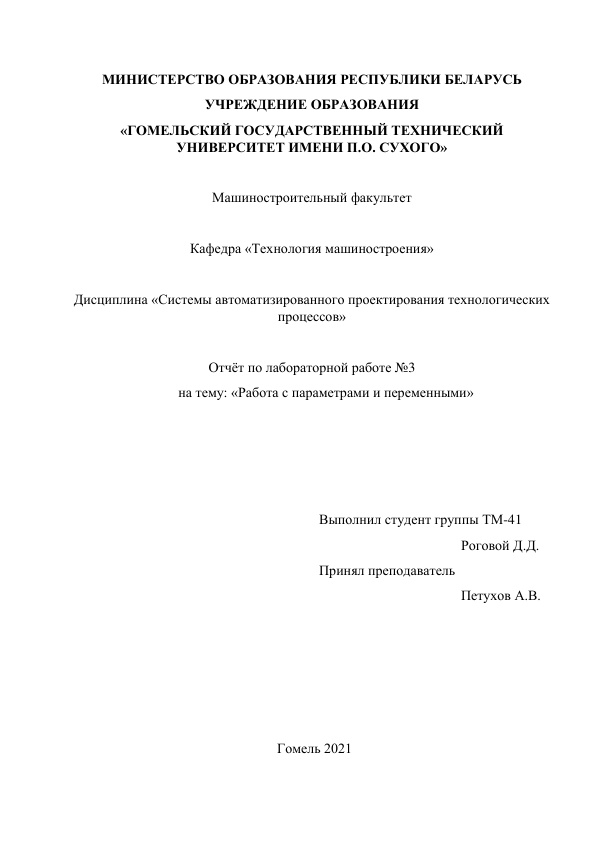 МИНИСТЕРСТВО ОБРАЗОВАНИЯ РЕСПУБЛИКИ БЕЛАРУСЬ
УЧРЕЖДЕНИЕ ОБРАЗОВАНИЯ
«ГОМЕЛЬСКИЙ ГОСУДАРСТВЕННЫЙ ТЕХНИЧЕСКИЙ
УНИВЕРСИТЕТ ИМЕНИ П.О. СУХОГО»
Машиностроительный факультет
Кафедра «Технология машиностроения»
Дисциплина «Системы автоматизированного проектирования технологических
процессов»
Отчёт по лабораторной работе №3
на тему: «Работа с параметрами и переменными»
Выполнил студент группы ТМ-41
Роговой Д.Д.
Принял преподаватель
Петухов А.В.
Гомель 2021